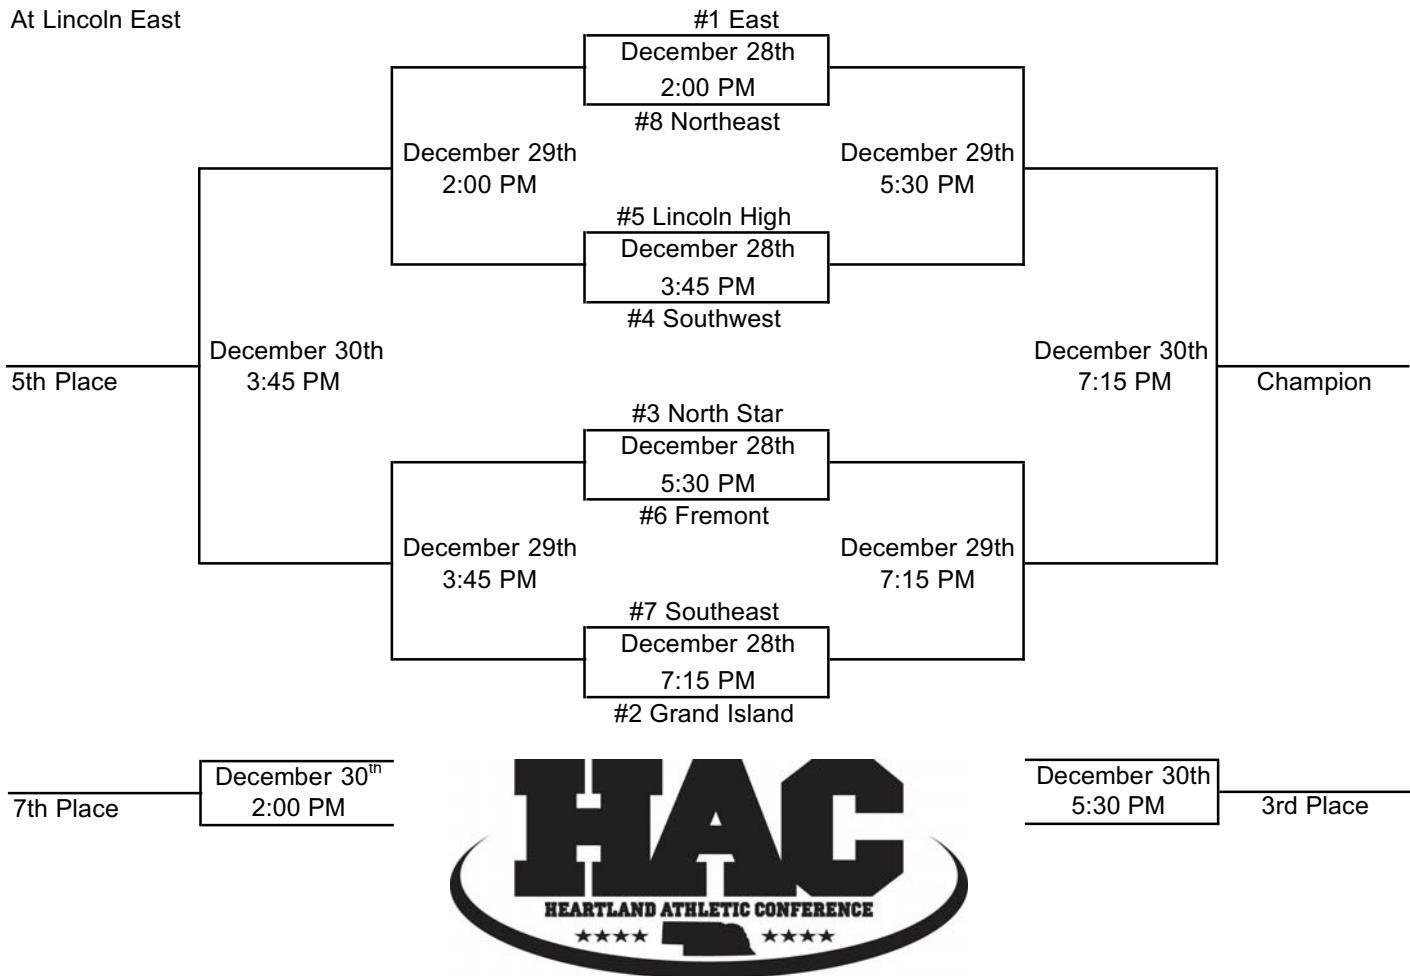 At Lincoln East
#1 East
December 28th
2:00 PM
#8 Northeast
December 29th
2:00 PM
December 29th
5:30 PM
#5 Lincoln High
December 28th
3:45 PM
#4 Southwest
December 30th
3:45 PM
5th Place
December 30th
7:15 PM
Champion
#3 North Star
December 28th
5:30 PM
#6 Fremont
December 29th
3:45 PM
December 29th
7:15 PM
#7 Southeast
December 28th
7:15 PM
#2 Grand Island
December 30th
2:00 PM
7th Place
December 30th
5:30 PM
3rd Place
HAC
HEARTLAND ATHLETIC CONFERENCE